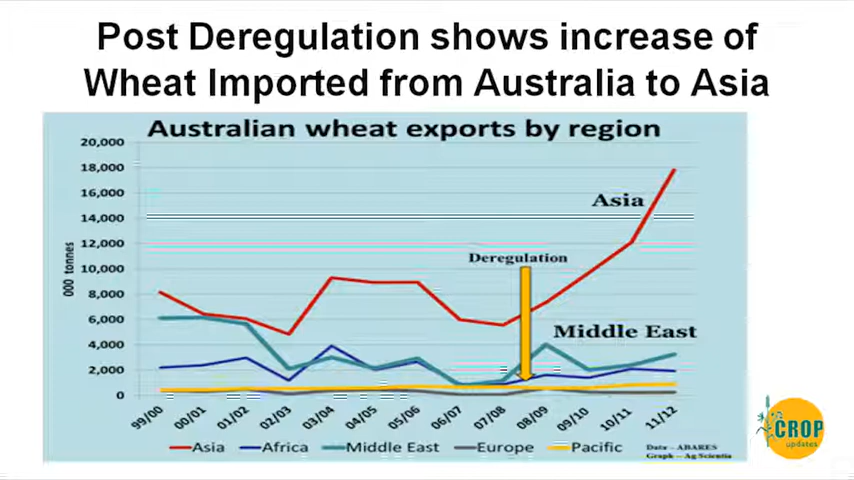 Post Deregulation shows increase of
Wheat Imported from Australia to Asia
Australian wheat exports by region
20,000
18,000
16,000
14,000
12,000
10,000
8,000
6,000
4,000
2,000
0
000 tonnes
Asia
Deregulation
Middle East
99/00 00/01 01/02 02/03 03/04 04/05 05/06 06/07 07/08 08/09 09/10 10/11 11/12
Asia Africa Middle East Europe Pacific
Data - ABARES
Graph - Ag Scientia
CROP
updates